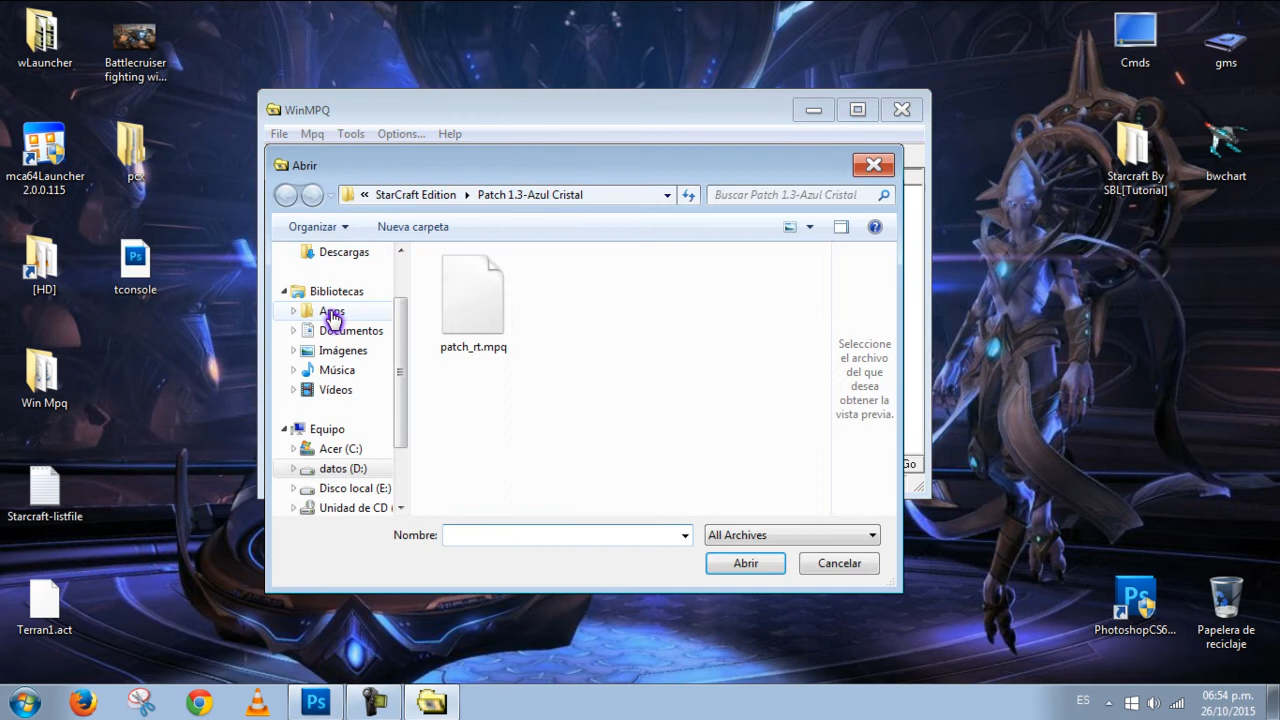 wLauncher
Battlecruiser
fighting wi...
mca64Launcher
2.0.0.115
pcx
[HD]
tconsole
Win Mpq
Starcraft-listfile
Terran1.act
Cmds
gms
Starcraft By
SBL[Tutorial]
bwchart
PhotoshopCS6...
Papelera de
reciclaje
WinMPQ
File Mpq Tools Options... Help
Go
Abrir
« StarCraft Edition Patch 1.3-Azul Cristal
Buscar Patch 1.3-Azul Cristal
Organizar Nueva carpeta
Descargas
Bibliotecas
Documentos
Imágenes
Música
Vídeos
Equipo
Acer (C:)
datos (D:)
Disco local (E:)
Unidad de CD (
patch_rt.mpq
Seleccione
el archivo
del que
desea
obtener la
vista previa.
Nombre:
All Archives
Abrir Cancelar
Ps
ES
06:54 p.m.
26/10/2015